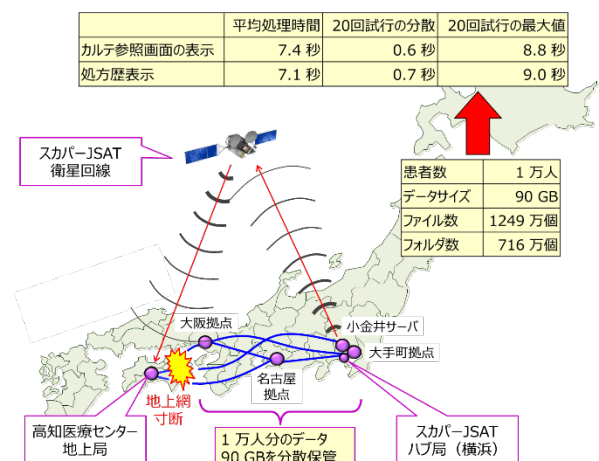 平均処理時間 20回試行の分散 20回試行の最大値
カルテ参照画面の表示 7.4 秒 0.6 秒 8.8 秒
処方歴表示 7.1 秒 0.7 秒 9.0 秒
スカパーJSAT
衛星回線
患者数 1 万人
データサイズ 90 GB
ファイル数 1249 万個
フォルダ数 716 万個
大阪拠点
小金井サーバ
大手町拠点
名古屋
拠点
地上網
寸断
高知医療センター
地上局
1 万人分のデータ
90 GBを分散保管
スカパーJSAT
ハブ局（横浜）